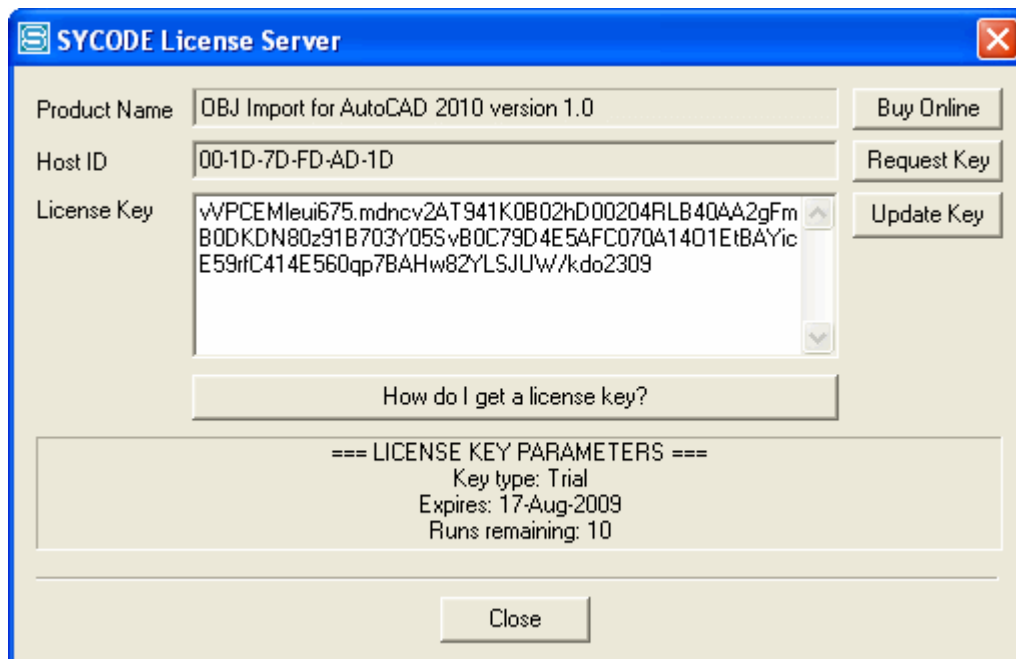 SYCODE License Server
Product Name
OBJ Import for AutoCAD 2010 version 1.0
Buy Online
Host ID
00-1D-7D-FD-AD-1D
Request Key
License Key
vVPCEMIeui675.mdncv2AT941K0B02hD00204RLB40AA2gFm
B0DKDN80z91B703Y05SvB0C79D4E5AFC070A14O1EtBAYic
E59rfC414E560qp7BAHw82YLSJUW/kdo2309
Update Key
How do I get a license key?
=== LICENSE KEY PARAMETERS ===
Key type: Trial
Expires: 17-Aug-2009
Runs remaining: 10
Close